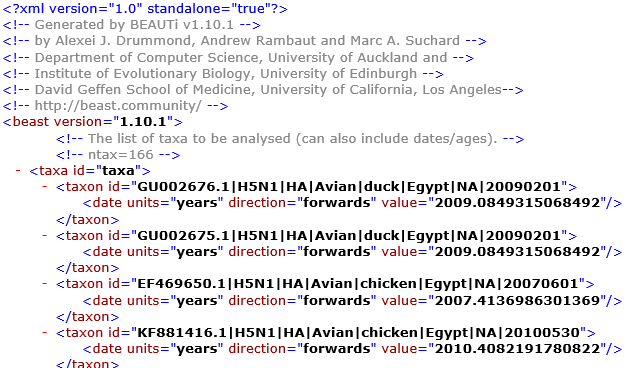 <?xml version="1.0" standalone="true"?>
<!-- Generated by BEAUTi v1.10.1 -->
<!-- by Alexei J. Drummond, Andrew Rambaut and Marc A. Suchard -->
<!-- Department of Computer Science, University of Auckland and -->
<!-- Institute of Evolutionary Biology, University of Edinburgh -->
<!-- David Geffen School of Medicine, University of California, Los Angeles-->
<!-- http://beast.community/ -->
<beast version="1.10.1">
<!-- The list of taxa to be analysed (can also include dates/ages). -->
<!-- ntax=166 -->
- <taxa id="taxa">
- <taxon id="GU002676.1|H5N1|HA|Avian|duck|Egypt|NA|20090201">
<date units="years" direction="forwards" value="2009.0849315068492"/>
</taxon>
- <taxon id="GU002675.1|H5N1|HA|Avian|duck|Egypt|NA|20090201">
<date units="years" direction="forwards" value="2009.0849315068492"/>
</taxon>
- <taxon id="EF469650.1|H5N1|HA|Avian|chicken|Egypt|NA|20070601">
<date units="years" direction="forwards" value="2007.4136986301369"/>
</taxon>
- <taxon id="KF881416.1|H5N1|HA|Avian|chicken|Egypt|NA|20100530">
<date units="years" direction="forwards" value="2010.4082191780822"/>
</taxon>